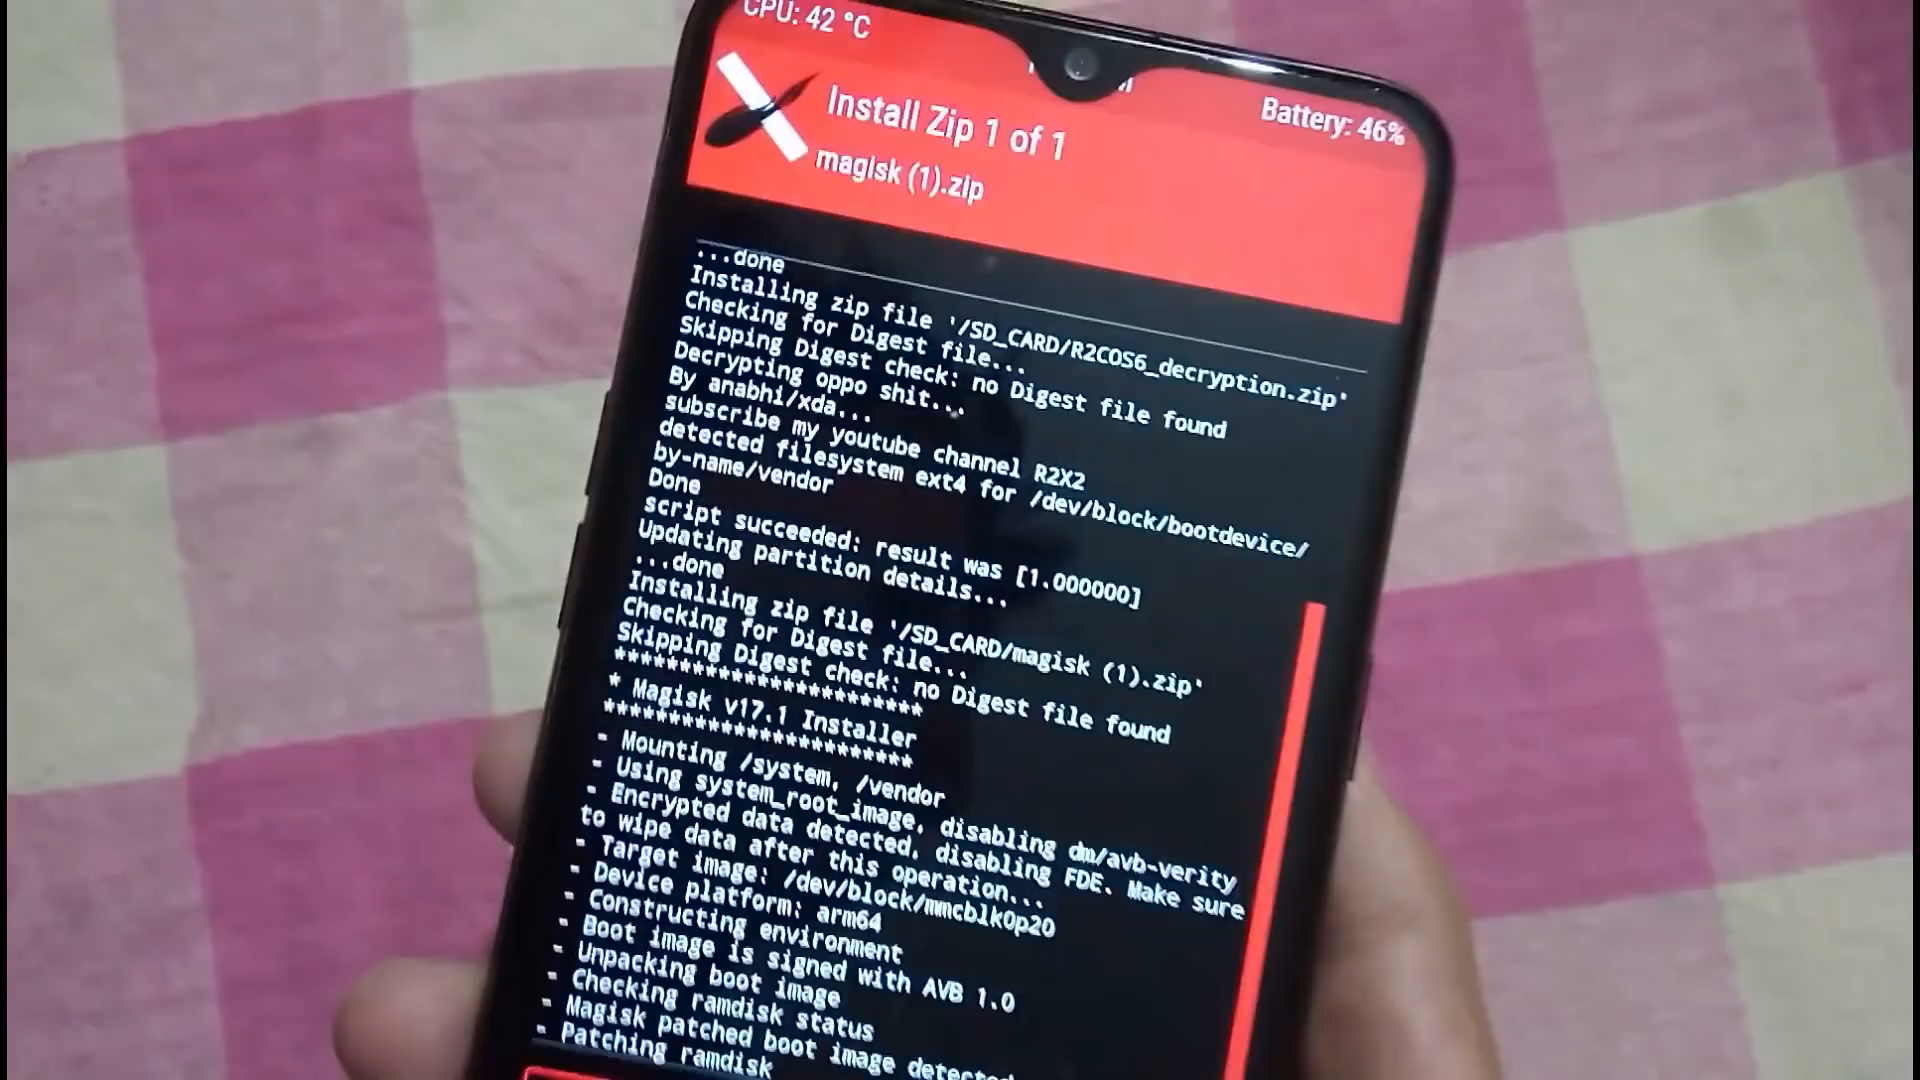 CPU: 42 °C
Battery: 46%
Install Zip 1 of 1
magisk (1).zip
...done
Installing zip file '/SD_CARD/R2COS6_decryption.zip'
Checking for Digest file...
Skipping Digest check: no Digest file found
Decrypting oppo shit...
By anabhi/xda...
subscribe my youtube channel R2X2
detected filesystem ext4 for /dev/block/bootdevice/
by-name/vendor
Done
script succeeded: result was [1.000000]
Updating partition details...
...done
Installing zip file '/SD_CARD/magisk (1).zip'
Checking for Digest file...
Skipping Digest check: no Digest file found
************************
* Magisk v17.1 Installer
************************
- Mounting /system, /vendor
- Using system_root_image, disabling dm/avb-verity
- Encrypted data detected, disabling FDE. Make sure
to wipe data after this operation...
- Target image: /dev/block/mmcblk0p20
- Device platform: arm64
- Constructing environment
- Boot image is signed with AVB 1.0
- Unpacking boot image
- Checking ramdisk status
- Magisk patched boot image detected
- Patching ramdisk